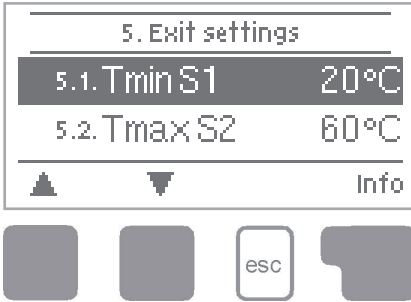 5. Exit settings
5.1. Tmin S1 20°C
5.2. Tmax S2 60°C
Info
esc